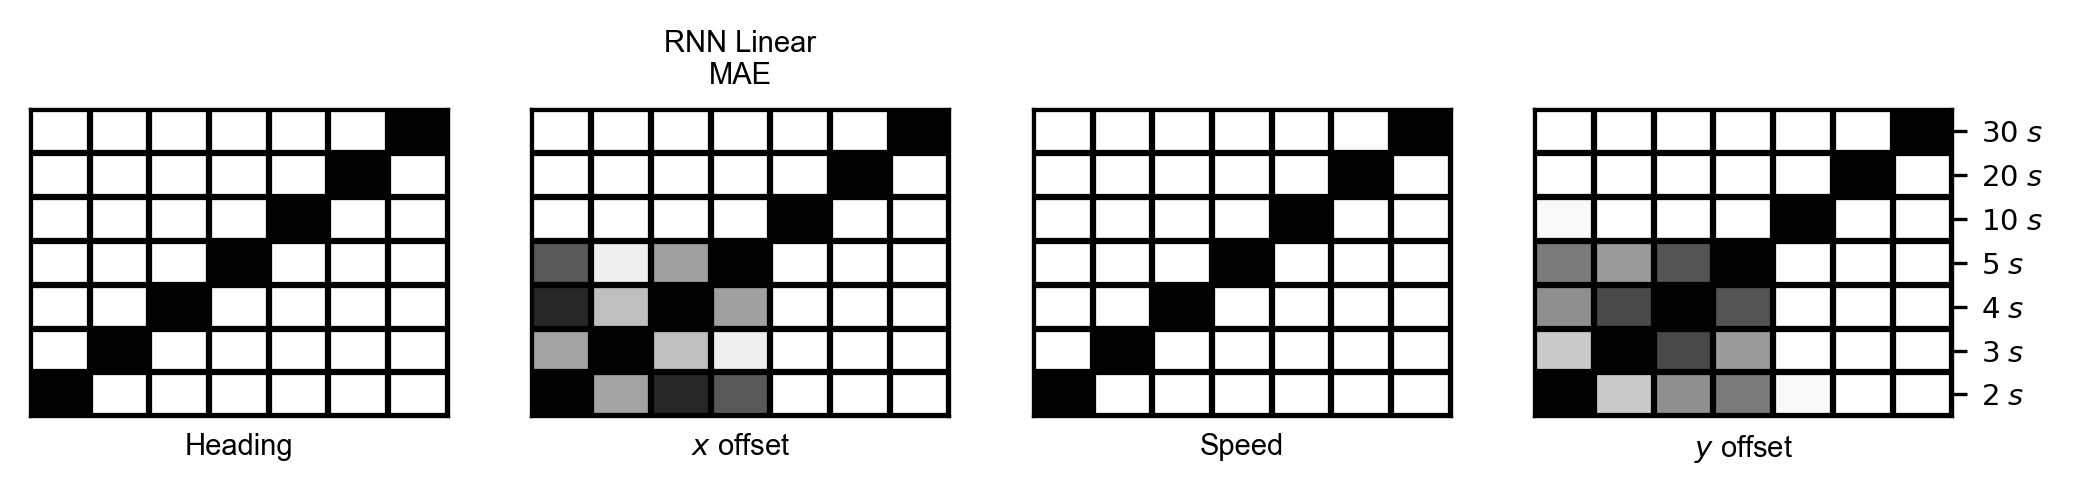 RNN Linear
MAE
30 s
20 s
10 s
5 s
4 s
3 s
2 s
Heading
x offset
Speed
y offset